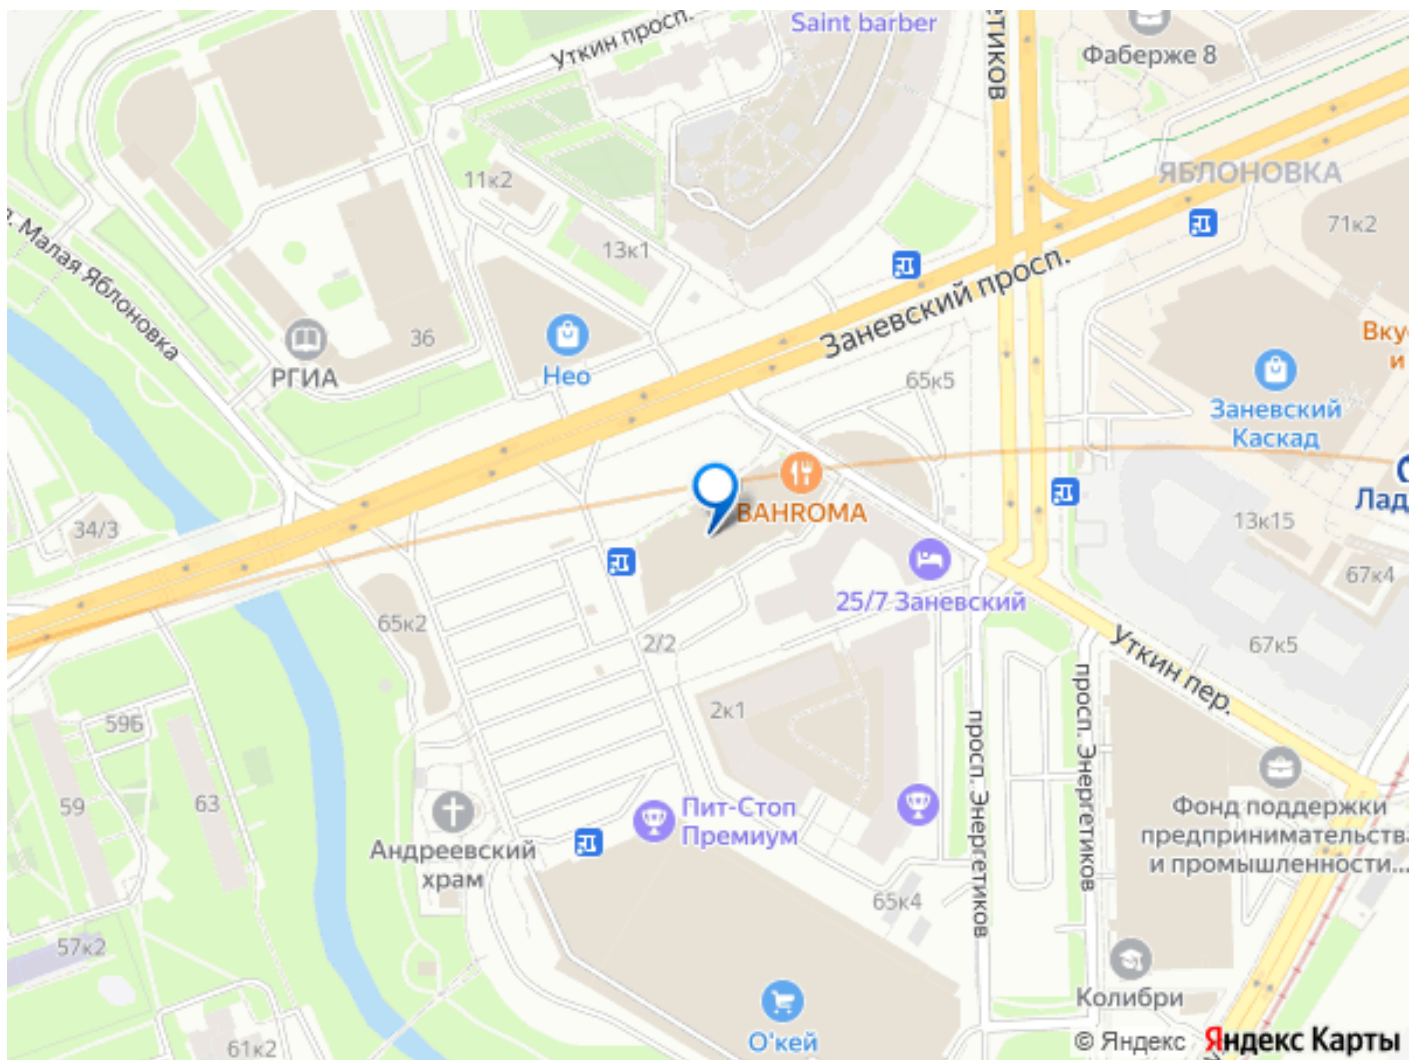 Уткин просп.
Saint barber
Фаберже 8
ЯБЛОНОВКА
11к2
13к1
71к2
Малая Яблоновка
Заневский просп.
36
РГИА
Нео
65к5
Заневский
Каскад
BAHROMA
34/3
13к15
67к4
65к2
25/7 Заневский
2/2
67к5
Уткин пер.
59Б
2к1
просп. Энергетиков
просп. Энергетиков
59
63
Пит-Стоп
Премиум
Фонд поддержки
предпринимательства
и промышленности...
Андреевский
храм
65к4
57к2
Колибри
О'кей
61к2
© Яндекс Яндекс Карты